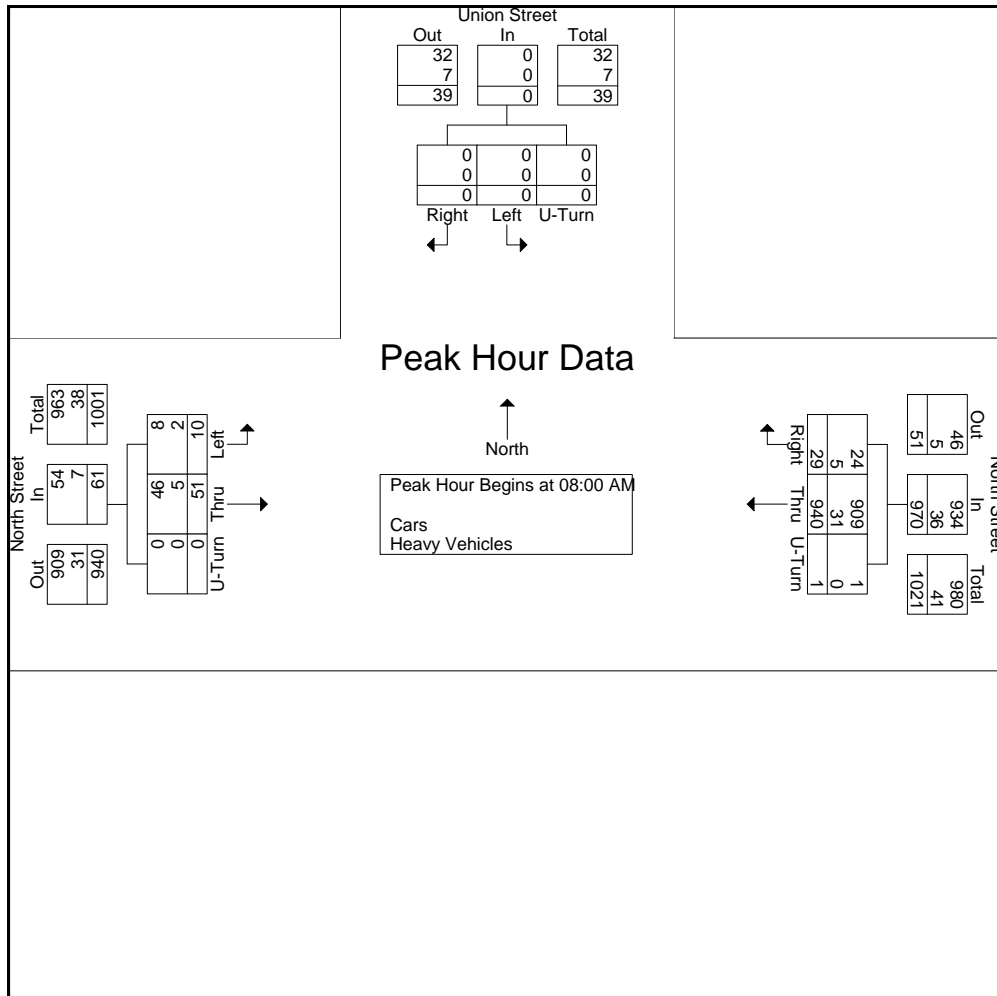 Union Street
Out In Total
32 0 32
7 0 7
39 0 39
0 0 0
0 0 0
0 0 0
Right Left U-Turn
Peak Hour Data
North
Peak Hour Begins at 08:00 AM
Cars
Heavy Vehicles
North Street
Total In Out
963 54 909
38 7 31
1001 61 940
8 46 0
2 5 0
10 51 0
Left Thru U-Turn
Right Thru U-Turn
29 940 1
5 31 0
24 909 1
51 970 1021
5 36 41
46 934 980
Out In Total
North Street